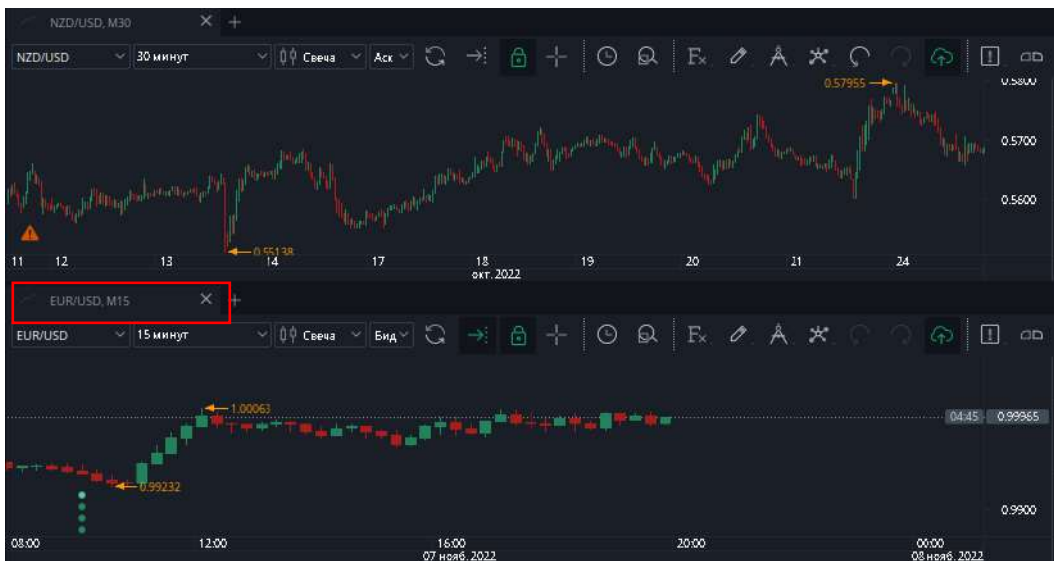 NZD/USD, M30
NZD/USD 30 минут Свеча Аск Fx
0.5800
0.57955
0.5700
0.5600
0.55138
11 12 13 14 17 18 19 20 21 24
окт. 2022
EUR/USD, M15
EUR/USD 15 минут Свеча Бид Fx
1.00063
04:45 0.99965
0.99232
0.9900
08:00 12:00 16:00 20:00 00:00
07 нояб. 2022 08 нояб. 2022